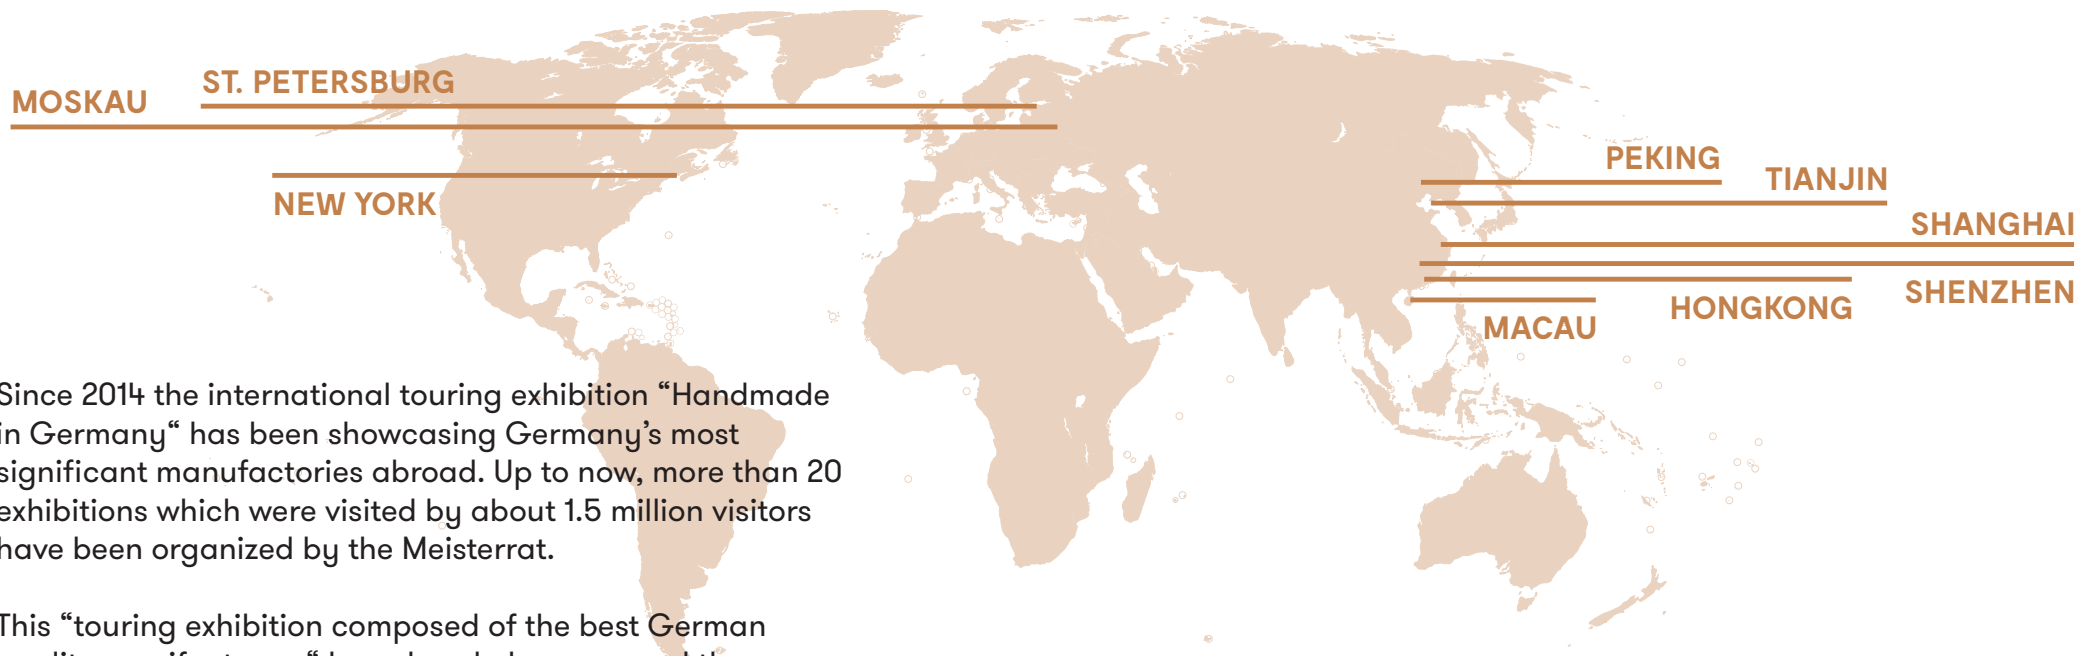 ST. PETERSBURG
MOSKAU
NEW YORK
PEKING
TIANJIN
SHANGHAI
SHENZHEN
HONGKONG
MACAU
Since 2014 the international touring exhibition “Handmade
in Germany“ has been showcasing Germany’s most
significant manufactories abroad. Up to now, more than 20
exhibitions which were visited by about 1.5 million visitors
have been organized by the Meisterrat.
This “touring exhibition composed of the best German